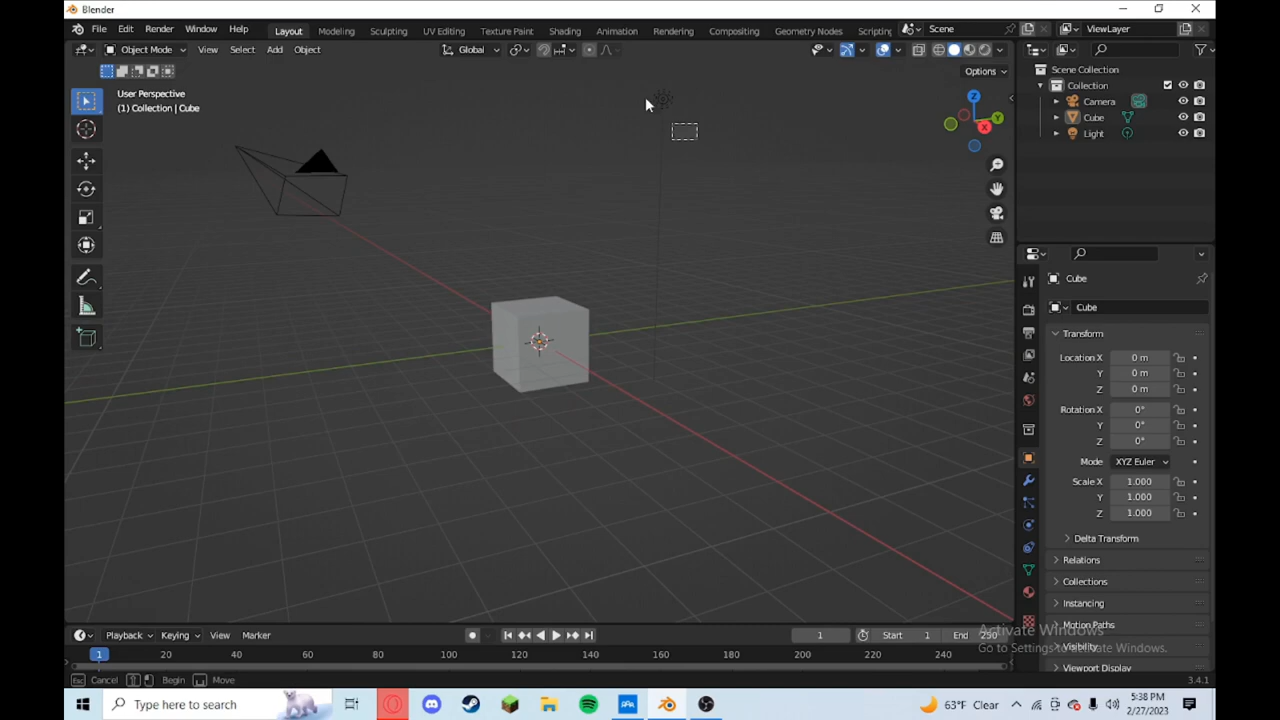 Blender
File Edit Render Window Help Layout Modeling Sculpting UV Editing Texture Paint Shading Animation Rendering Compositing Geometry Nodes Scripting Scene ViewLayer
Object Mode View Select Add Object Global
Options
User Perspective
(1) Collection | Cube
Z
Y
X
Scene Collection
Collection
Camera
Cube
Light
Cube
Cube
Transform
Location X 0 m
Y 0 m
Z 0 m
Rotation X 0°
Y 0°
Z 0°
Mode XYZ Euler
Scale X 1.000
Y 1.000
Z 1.000
Delta Transform
Relations
Collections
Instancing
Motion Paths
Visibility
Viewport Display
Activate Windows
Go to Settings to activate Windows.
Playback Keying View Marker 1 Start 1 End 250
1 20 40 60 80 100 120 140 160 180 200 220 240
Esc Cancel Begin Move 3.4.1
Type here to search 63°F Clear 5:38 PM
2/27/2023